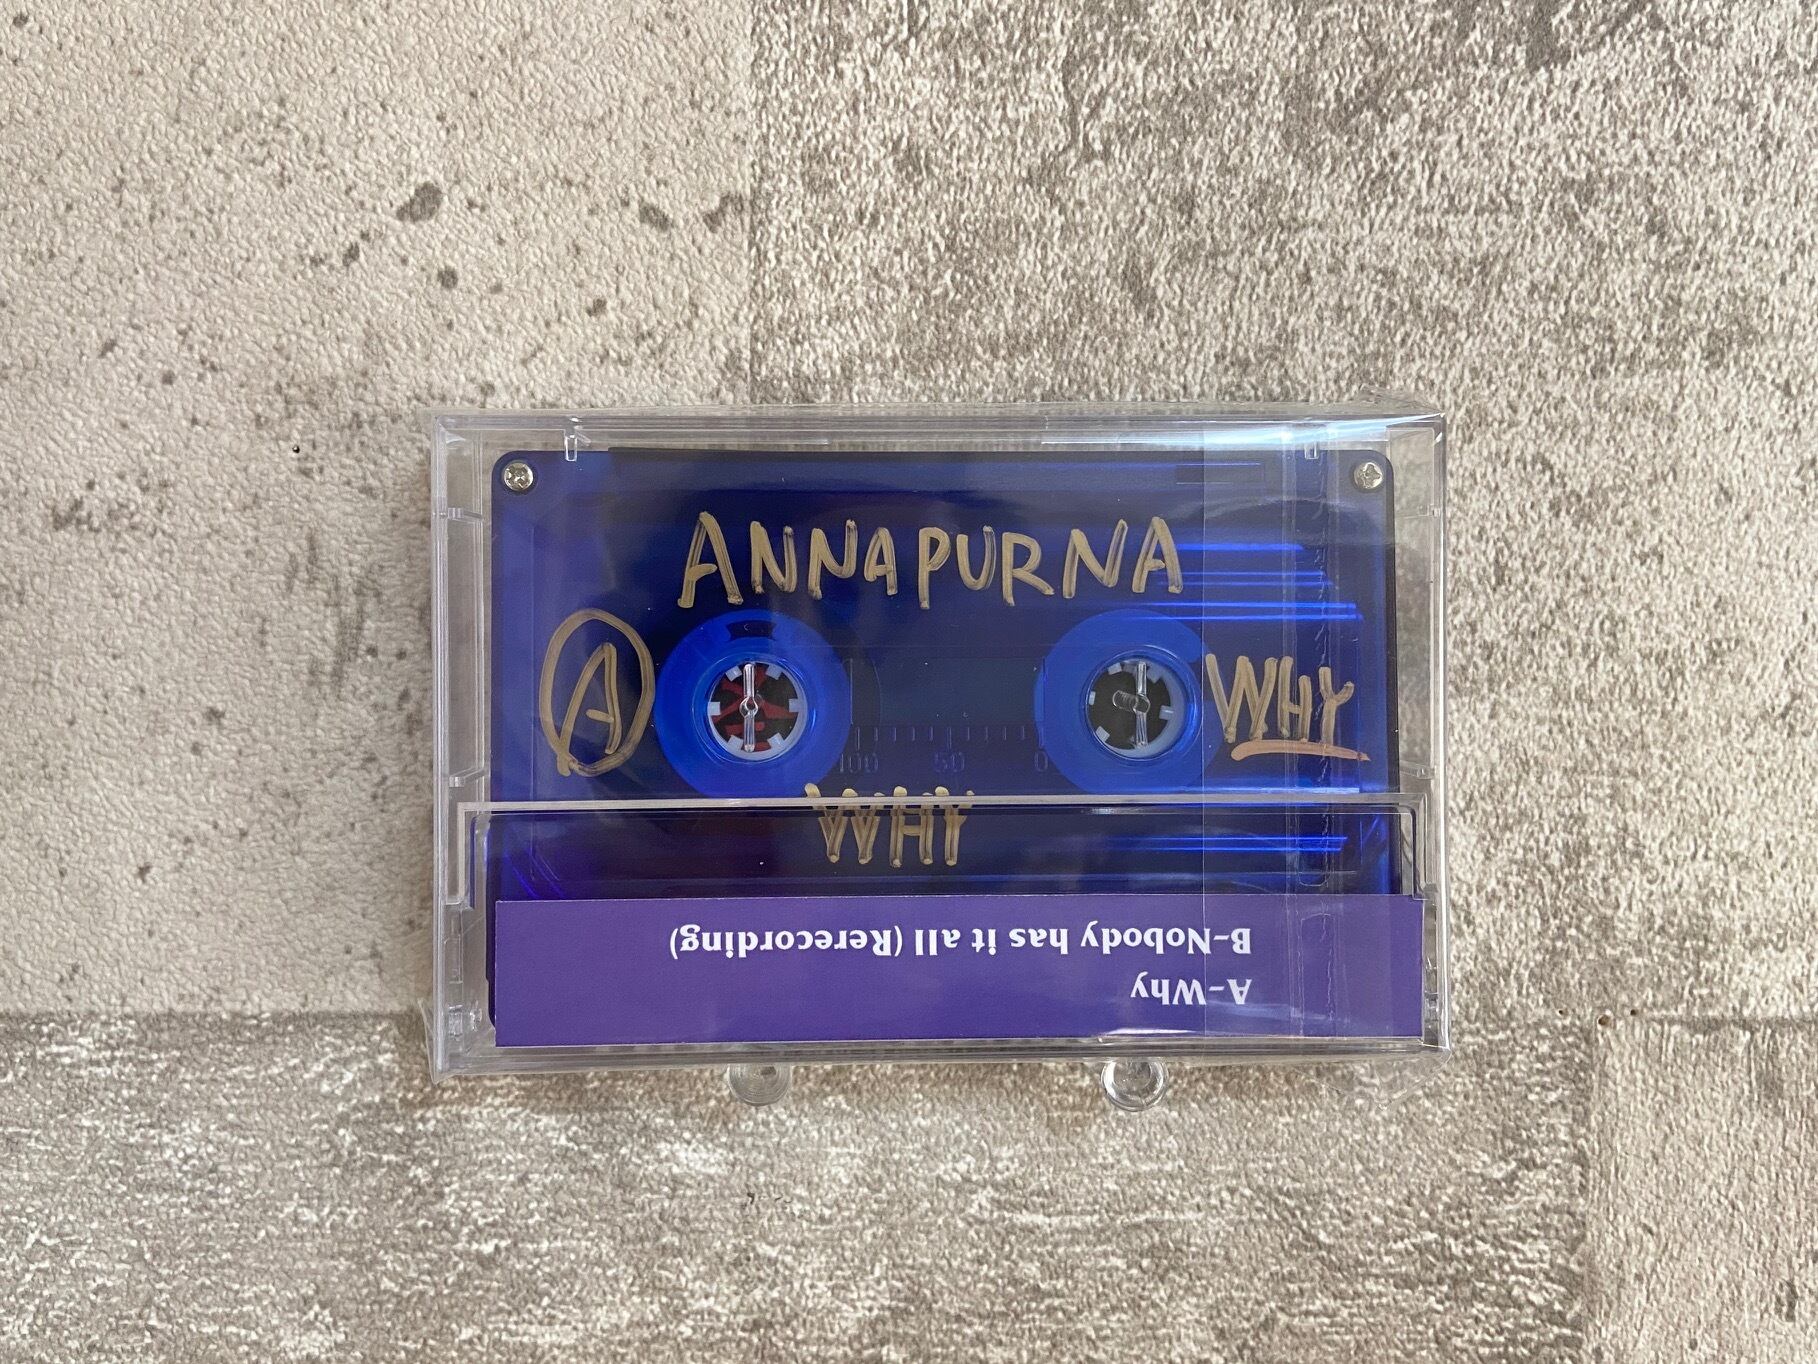 ANNAPURNA
A
WHY
100 50 0
WHY
A-Why
B-Nobody has it all (Rerecording)